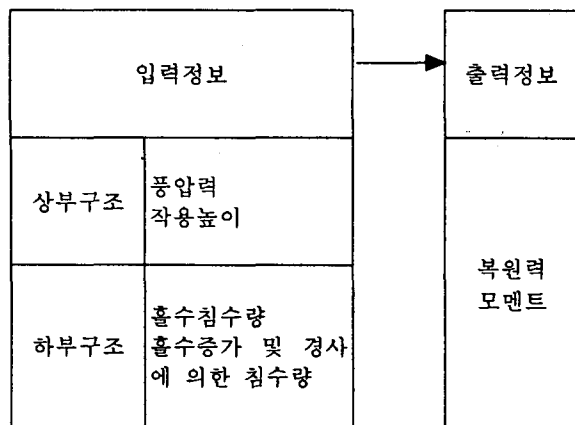 입력정보
출력정보
상부구조
풍압력
작용높이
하부구조
흘수침수량
흘수증가 및 경사
에 의한 침수량
복원력
모멘트